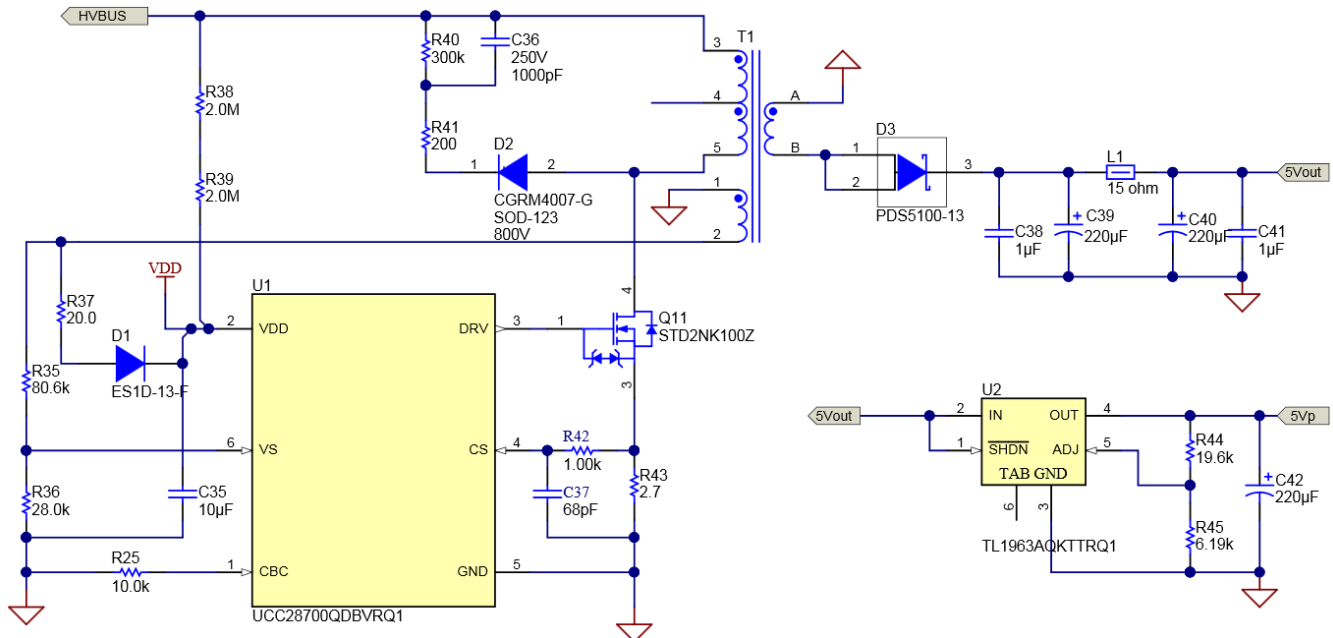 HVBUS
R38
2.0M
R39
2.0M
R40
300k
C36
250V
1000pF
R41
200
D2
1
2
CGRM4007-G
SOD-123
800V
T1
3
4
5
1
2
A
B
D3
1
2
3
PDS5100-13
L1
15 ohm
5Vout
C38
1µF
C39
220µF
C40
220µF
C41
1µF
VDD
R37
20.0
D1
ES1D-13-F
R35
80.6k
R36
28.0k
C35
10µF
R25
10.0k
U1
2
VDD
DRV
3
6
VS
CS
4
1
CBC
GND
5
UCC28700QDBVRQ1
1
4
3
Q11
STD2NK100Z
R42
1.00k
C37
68pF
R43
2.7
5Vout
U2
2
IN
OUT
4
1
SHDN
ADJ
5
TAB GND
6
3
TL1963AQKTTRQ1
5Vp
R44
19.6k
R45
6.19k
C42
220µF